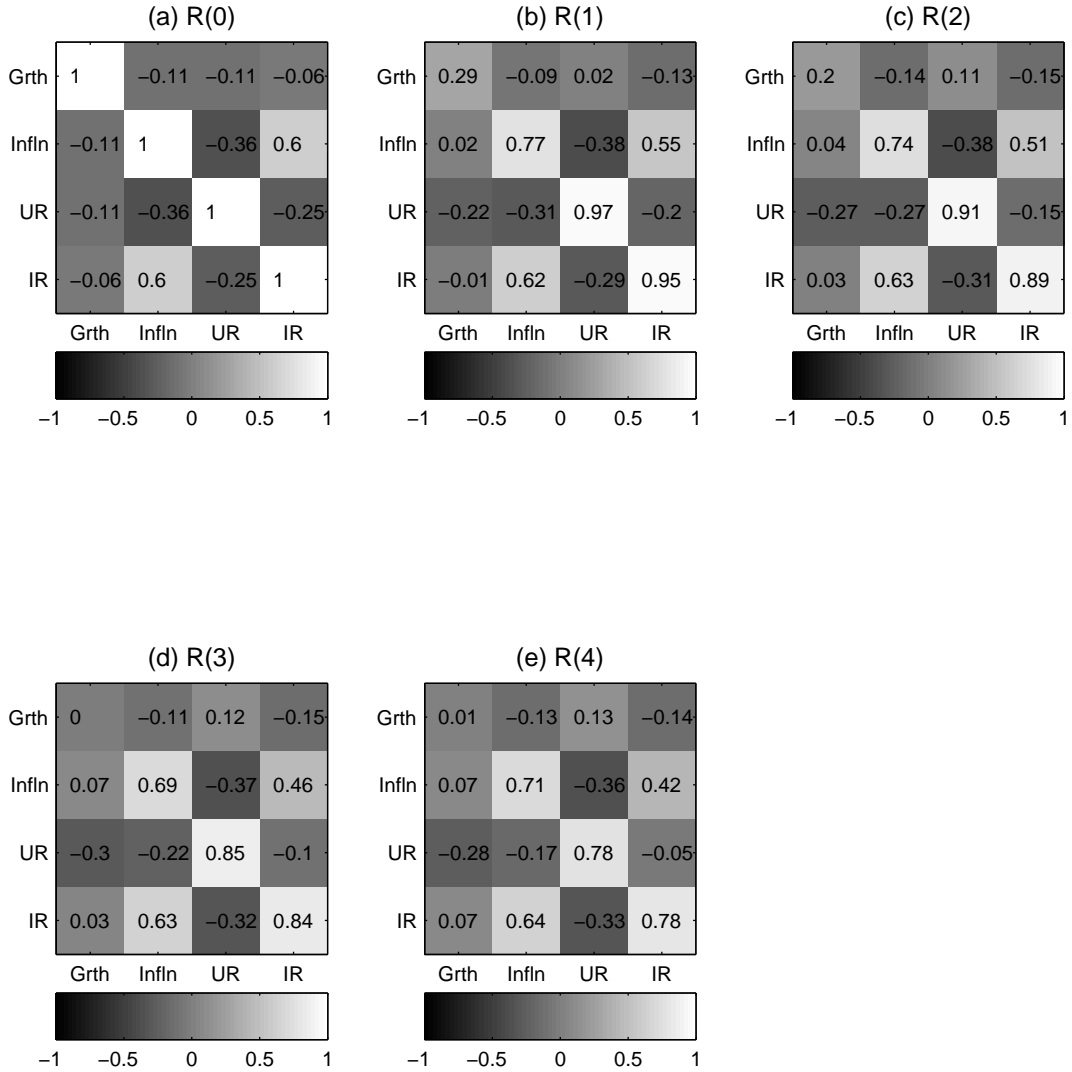 (a) R(0)
Grth 1 −0.11 −0.11 −0.06
Infln −0.11 1 −0.36 0.6
UR −0.11 −0.36 1 −0.25
IR −0.06 0.6 −0.25 1
Grth Infln UR IR
−1 −0.5 0 0.5 1
(b) R(1)
Grth 0.29 −0.09 0.02 −0.13
Infln 0.02 0.77 −0.38 0.55
UR −0.22 −0.31 0.97 −0.2
IR −0.01 0.62 −0.29 0.95
Grth Infln UR IR
−1 −0.5 0 0.5 1
(c) R(2)
Grth 0.2 −0.14 0.11 −0.15
Infln 0.04 0.74 −0.38 0.51
UR −0.27 −0.27 0.91 −0.15
IR 0.03 0.63 −0.31 0.89
Grth Infln UR IR
−1 −0.5 0 0.5 1
(d) R(3)
Grth 0 −0.11 0.12 −0.15
Infln 0.07 0.69 −0.37 0.46
UR −0.3 −0.22 0.85 −0.1
IR 0.03 0.63 −0.32 0.84
Grth Infln UR IR
−1 −0.5 0 0.5 1
(e) R(4)
Grth 0.01 −0.13 0.13 −0.14
Infln 0.07 0.71 −0.36 0.42
UR −0.28 −0.17 0.78 −0.05
IR 0.07 0.64 −0.33 0.78
Grth Infln UR IR
−1 −0.5 0 0.5 1